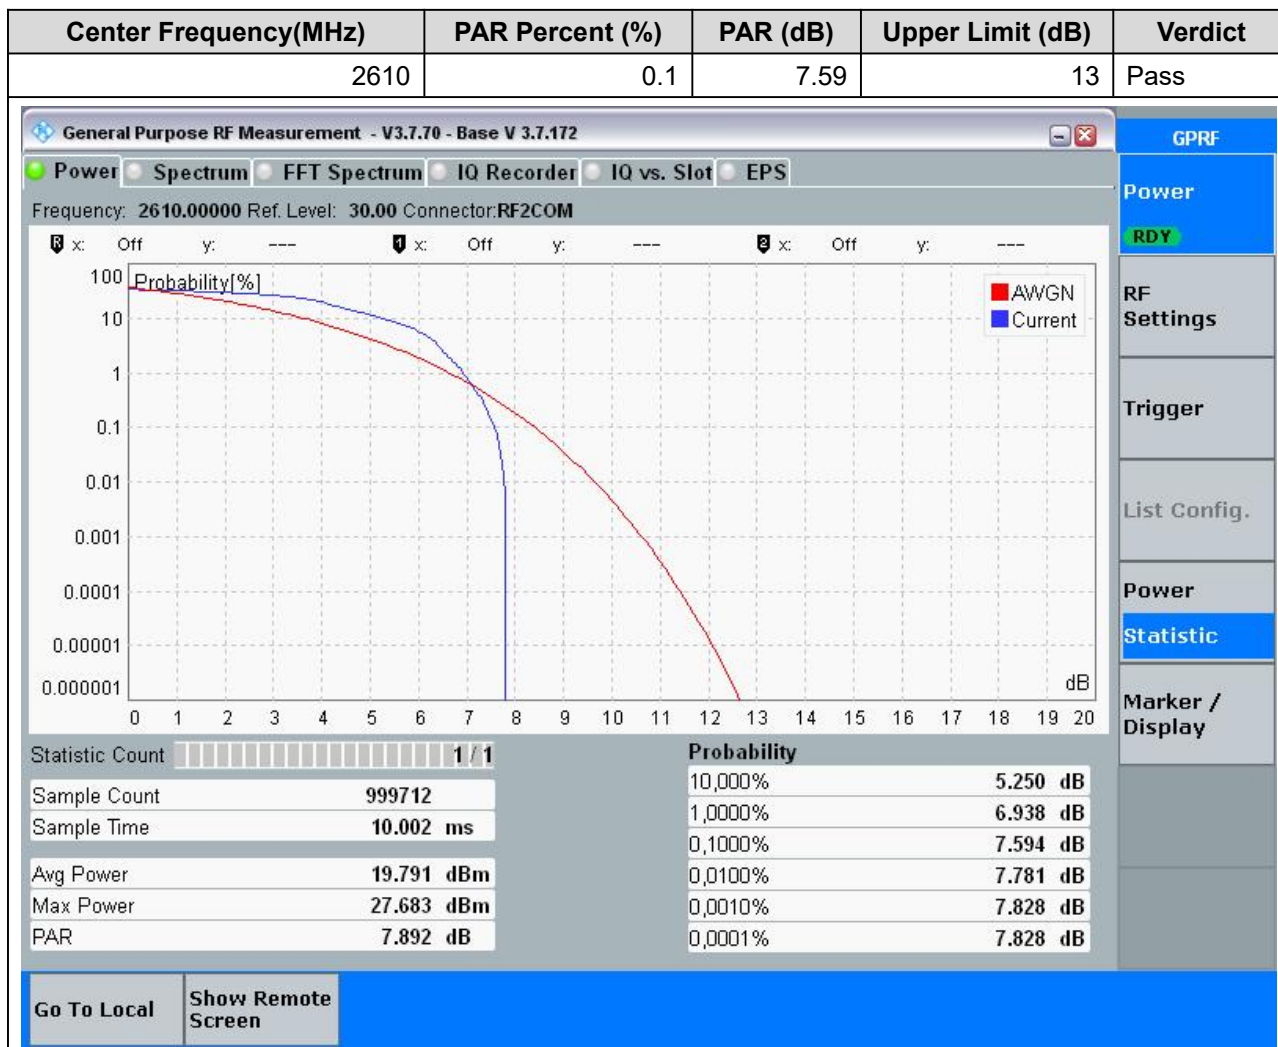 Center Frequency(MHz) PAR Percent (%) PAR (dB) Upper Limit (dB) Verdict
2610 0.1 7.59 13 Pass
General Purpose RF Measurement - V3.7.70 - Base V 3.7.172
Power Spectrum FFT Spectrum IQ Recorder IQ vs. Slot EPS
Frequency: 2610.00000 Ref. Level: 30.00 Connector:RF2COM
R x: Off y: --- 1 x: Off y: --- 2 x: Off y: ---
Probability[%]
100
10
1
0.1
0.01
0.001
0.0001
0.00001
0.000001
AWGN
Current
dB
0 1 2 3 4 5 6 7 8 9 10 11 12 13 14 15 16 17 18 19 20
Statistic Count 1 / 1
Sample Count 999712
Sample Time 10.002 ms
Avg Power 19.791 dBm
Max Power 27.683 dBm
PAR 7.892 dB
Probability
10,000% 5.250 dB
1,0000% 6.938 dB
0,1000% 7.594 dB
0,0100% 7.781 dB
0,0010% 7.828 dB
0,0001% 7.828 dB
GPRF
Power
RDY
RF
Settings
Trigger
List Config.
Power
Statistic
Marker /
Display
Go To Local
Show Remote
Screen